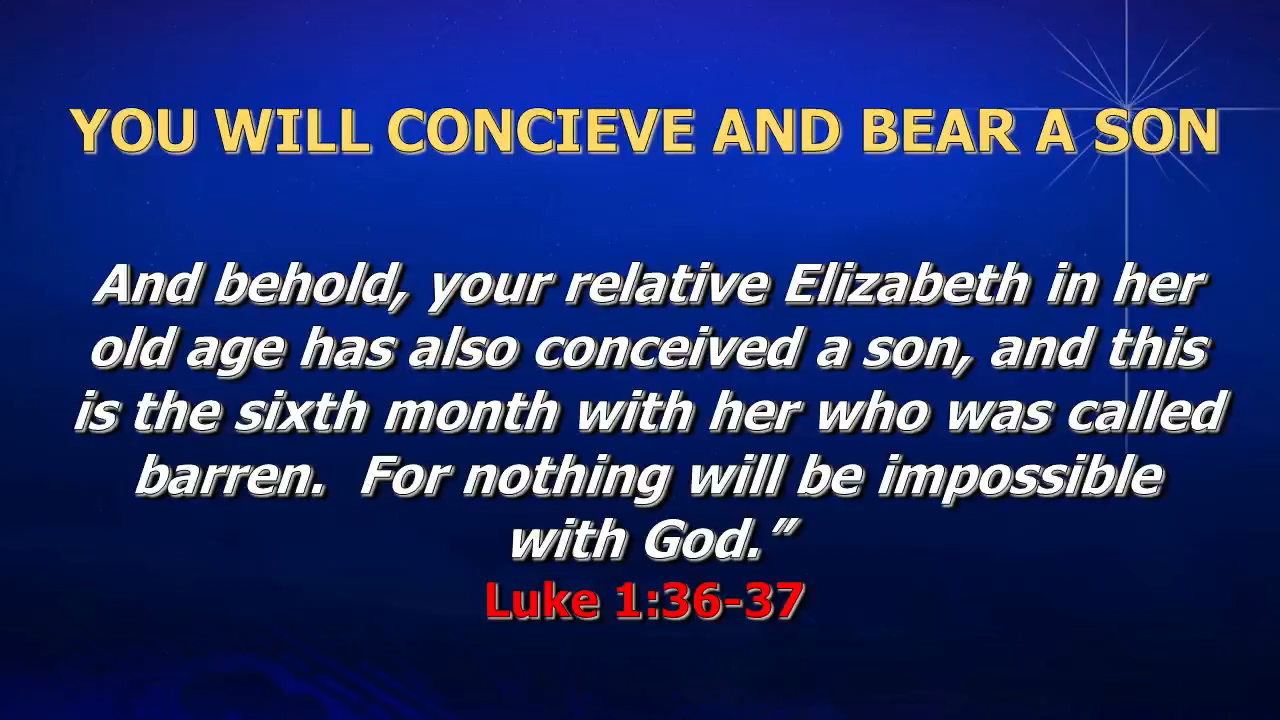 YOU WILL CONCIEVE AND BEAR A SON
And behold, your relative Elizabeth in her
old age has also conceived a son, and this
is the sixth month with her who was called
barren.  For nothing will be impossible
with God.”
Luke 1:36-37